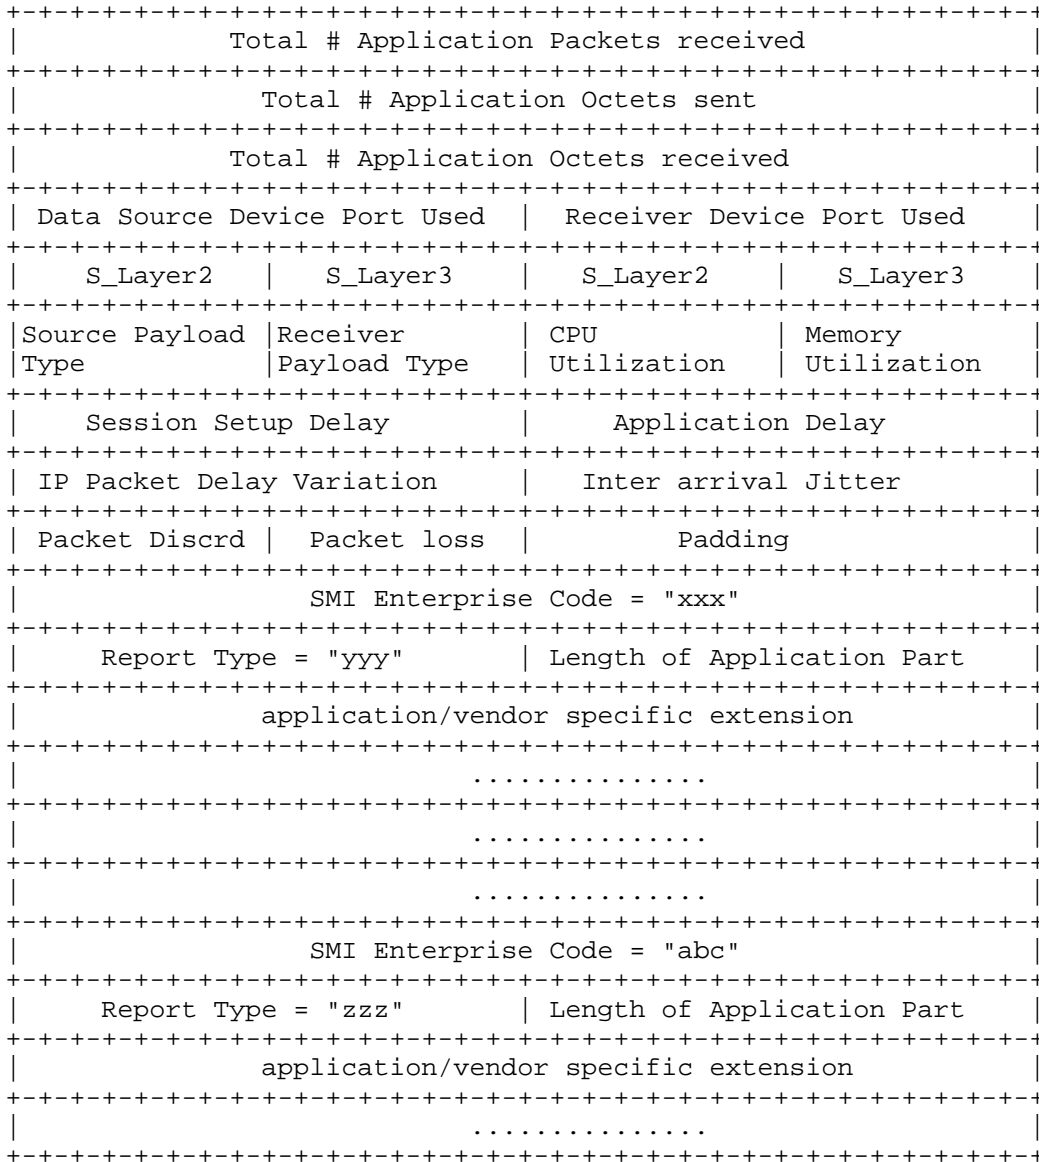 +-+-+-+-+-+-+-+-+-+-+-+-+-+-+-+-+-+-+-+-+-+-+-+-+-+-+-+-+-+-+-+-+-+
|             Total # Application Packets received              |
+-+-+-+-+-+-+-+-+-+-+-+-+-+-+-+-+-+-+-+-+-+-+-+-+-+-+-+-+-+-+-+-+-+
|               Total # Application Octets sent                 |
+-+-+-+-+-+-+-+-+-+-+-+-+-+-+-+-+-+-+-+-+-+-+-+-+-+-+-+-+-+-+-+-+-+
|             Total # Application Octets received               |
+-+-+-+-+-+-+-+-+-+-+-+-+-+-+-+-+-+-+-+-+-+-+-+-+-+-+-+-+-+-+-+-+-+
| Data Source Device Port Used  |  Receiver Device Port Used    |
+-+-+-+-+-+-+-+-+-+-+-+-+-+-+-+-+-+-+-+-+-+-+-+-+-+-+-+-+-+-+-+-+-+
|    S_Layer2   |   S_Layer3    |   S_Layer2    |   S_Layer3    |
+-+-+-+-+-+-+-+-+-+-+-+-+-+-+-+-+-+-+-+-+-+-+-+-+-+-+-+-+-+-+-+-+-+
|Source Payload |Receiver       | CPU           | Memory        |
|Type           |Payload Type   | Utilization   | Utilization   |
+-+-+-+-+-+-+-+-+-+-+-+-+-+-+-+-+-+-+-+-+-+-+-+-+-+-+-+-+-+-+-+-+-+
|    Session Setup Delay        |     Application Delay         |
+-+-+-+-+-+-+-+-+-+-+-+-+-+-+-+-+-+-+-+-+-+-+-+-+-+-+-+-+-+-+-+-+-+
| IP Packet Delay Variation     |   Inter arrival Jitter        |
+-+-+-+-+-+-+-+-+-+-+-+-+-+-+-+-+-+-+-+-+-+-+-+-+-+-+-+-+-+-+-+-+-+
| Packet Discrd |  Packet loss  |         Padding               |
+-+-+-+-+-+-+-+-+-+-+-+-+-+-+-+-+-+-+-+-+-+-+-+-+-+-+-+-+-+-+-+-+-+
|                  SMI Enterprise Code = "xxx"                  |
+-+-+-+-+-+-+-+-+-+-+-+-+-+-+-+-+-+-+-+-+-+-+-+-+-+-+-+-+-+-+-+-+-+
|     Report Type = "yyy"       | Length of Application Part    |
+-+-+-+-+-+-+-+-+-+-+-+-+-+-+-+-+-+-+-+-+-+-+-+-+-+-+-+-+-+-+-+-+-+
|               application/vendor specific extension           |
+-+-+-+-+-+-+-+-+-+-+-+-+-+-+-+-+-+-+-+-+-+-+-+-+-+-+-+-+-+-+-+-+-+
|                            ...............                    |
+-+-+-+-+-+-+-+-+-+-+-+-+-+-+-+-+-+-+-+-+-+-+-+-+-+-+-+-+-+-+-+-+-+
|                            ...............                    |
+-+-+-+-+-+-+-+-+-+-+-+-+-+-+-+-+-+-+-+-+-+-+-+-+-+-+-+-+-+-+-+-+-+
|                            ...............                    |
+-+-+-+-+-+-+-+-+-+-+-+-+-+-+-+-+-+-+-+-+-+-+-+-+-+-+-+-+-+-+-+-+-+
|                  SMI Enterprise Code = "abc"                  |
+-+-+-+-+-+-+-+-+-+-+-+-+-+-+-+-+-+-+-+-+-+-+-+-+-+-+-+-+-+-+-+-+-+
|     Report Type = "zzz"       | Length of Application Part    |
+-+-+-+-+-+-+-+-+-+-+-+-+-+-+-+-+-+-+-+-+-+-+-+-+-+-+-+-+-+-+-+-+-+
|               application/vendor specific extension           |
+-+-+-+-+-+-+-+-+-+-+-+-+-+-+-+-+-+-+-+-+-+-+-+-+-+-+-+-+-+-+-+-+-+
|                            ...............                    |
+-+-+-+-+-+-+-+-+-+-+-+-+-+-+-+-+-+-+-+-+-+-+-+-+-+-+-+-+-+-+-+-+-+